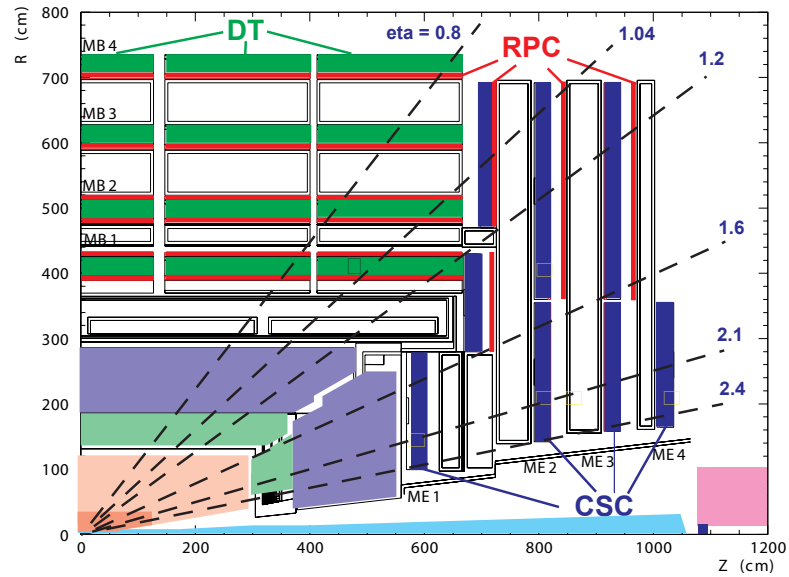 R (cm)
800
700
600
500
400
300
200
100
0
MB 4
MB 3
MB 2
MB 1
DT
eta = 0.8
RPC
1.04
1.2
1.6
2.1
2.4
ME 1
ME 2
ME 3
ME 4
CSC
0 200 400 600 800 1000 1200
Z (cm)